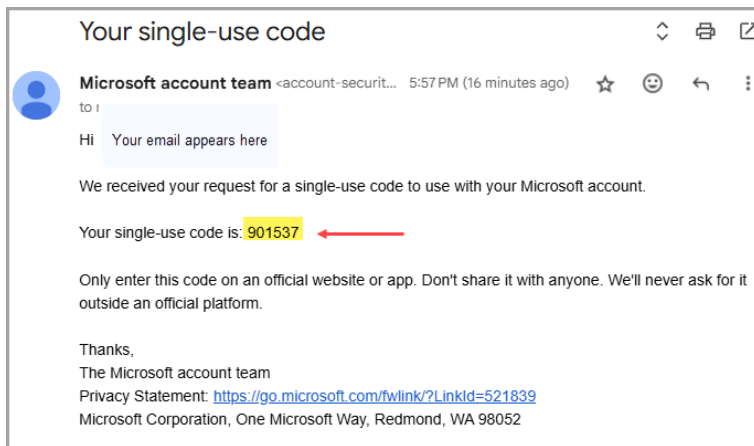 Your single-use code
Microsoft account team <account-securit... 5:57 PM (16 minutes ago)
to
Hi Your email appears here
We received your request for a single-use code to use with your Microsoft account.
Your single-use code is: 901537
Only enter this code on an official website or app. Don't share it with anyone. We'll never ask for it
outside an official platform.
Thanks,
The Microsoft account team
Privacy Statement: https://go.microsoft.com/fwlink/?LinkId=521839
Microsoft Corporation, One Microsoft Way, Redmond, WA 98052